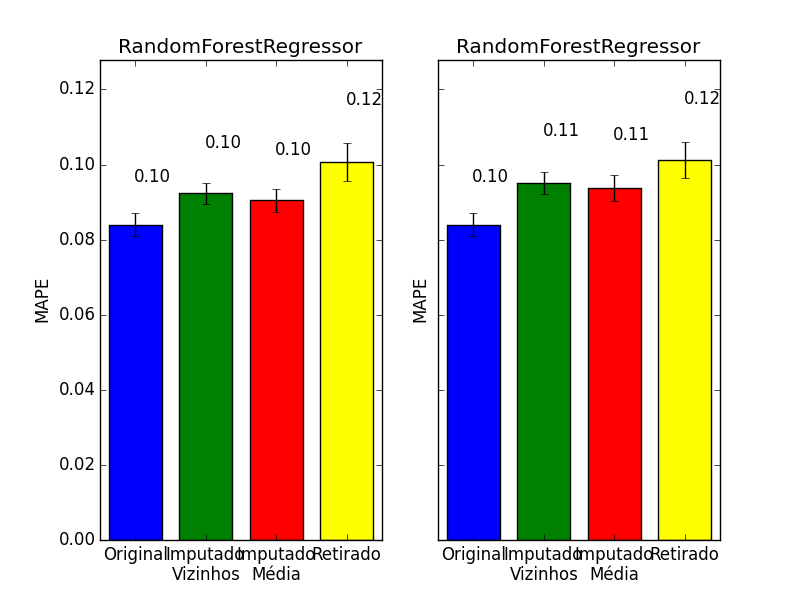 RandomForestRegressor
0.12
0.10
0.08
0.06
0.04
0.02
0.00
MAPE
0.10
0.10
0.10
0.12
Original
Imputado
Vizinhos
Imputado
Média
Retirado
RandomForestRegressor
MAPE
0.10
0.11
0.11
0.12
Original
Imputado
Vizinhos
Imputado
Média
Retirado